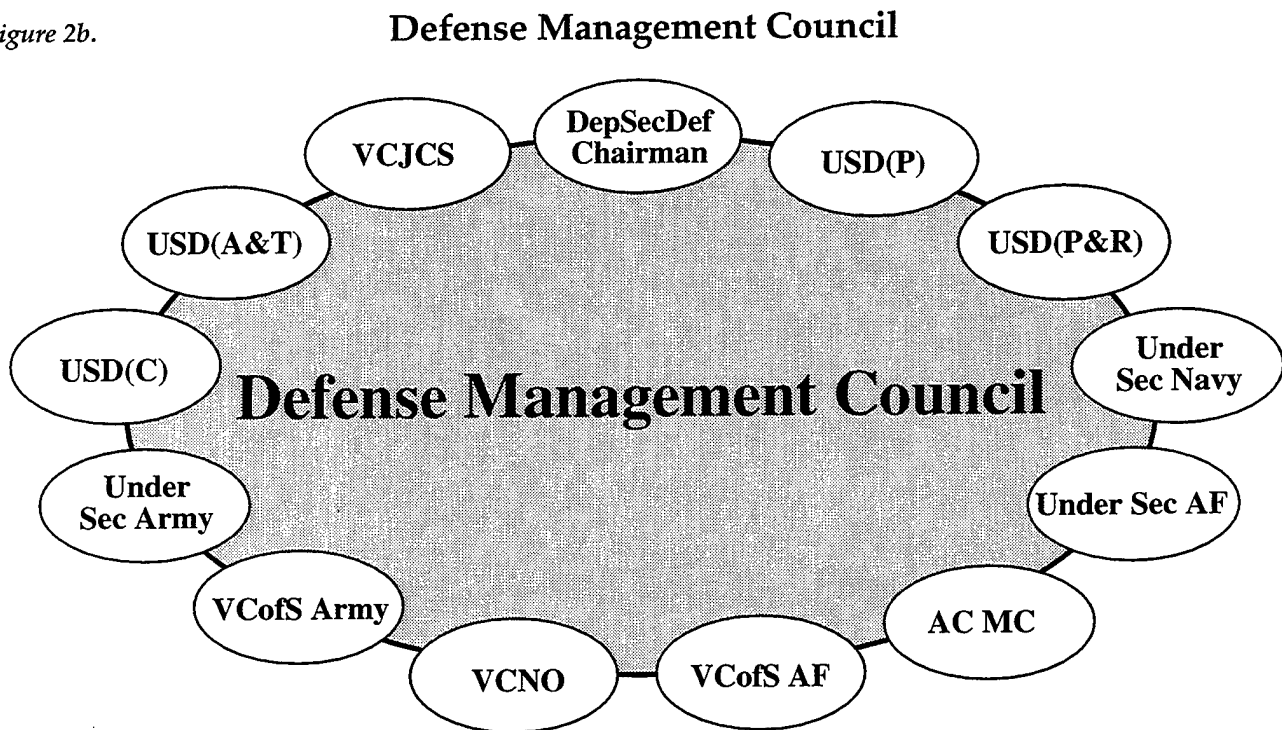 igure 2b.
Defense Management Council
DepSecDef
Chairman
VCJCS
USD(P)
USD(A&T)
USD(P&R)
USD(C)
Under
Sec Navy
Defense Management Council
Under
Sec Army
Under Sec AF
VCofS Army
AC MC
VCNO
VCofS AF